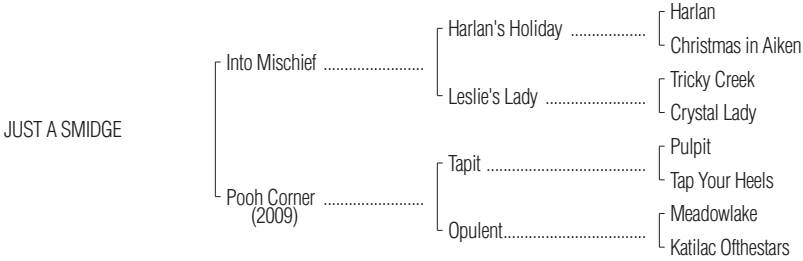 Harlan
Harlan's Holiday ....................
Christmas in Aiken
Into Mischief ...........................
Tricky Creek
Leslie's Lady ...........................
Crystal Lady
JUST A SMIDGE
Pulpit
Tapit ...........................................
Tap Your Heels
Pooh Corner ...........................
(2009)
Meadowlake
Opulent......................................
Katilac Ofthestars